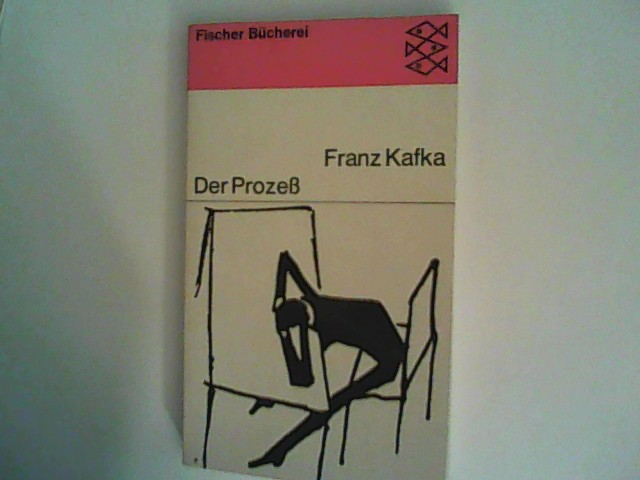 Fischer Bücherei
Franz Kafka
Der Prozeß